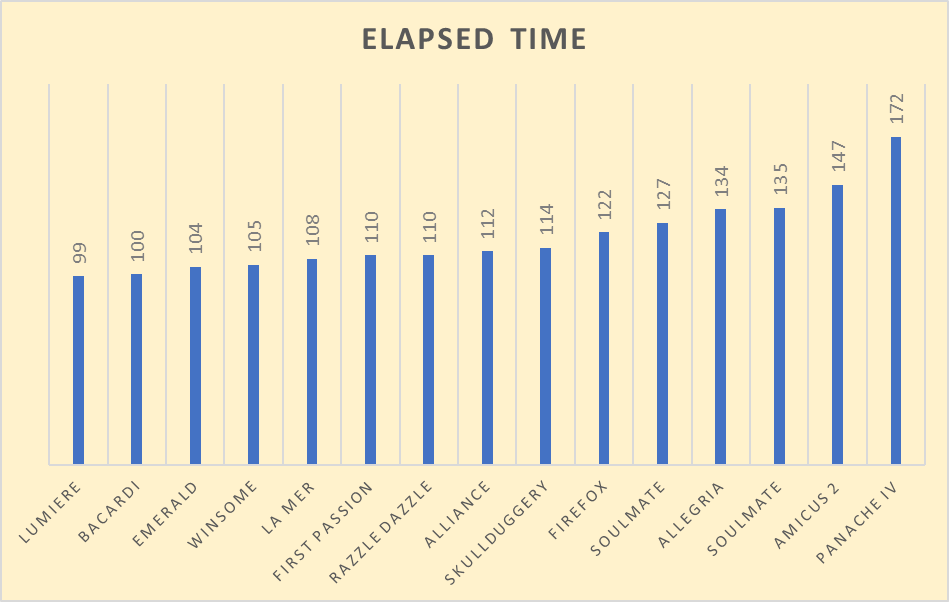 ELAPSED TIME
99
100
104
105
108
110
110
112
114
122
127
134
135
147
172
LUMIERE
BACARDI
EMERALD
WINSOME
LA MER
FIRST PASSION
RAZZLE DAZZLE
ALLIANCE
SKULLDUGGERY
FIREFOX
SOULMATE
ALLEGRIA
SOULMATE
AMICUS 2
PANACHE IV